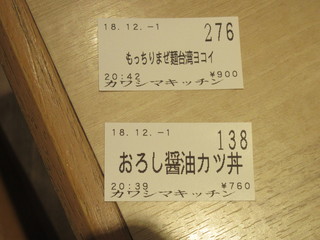 18.12.-1 276
もっちりまぜ麺台湾ヨコイ
20:42 ¥900
カワシマキッチン
18.12.-1 138
おろし醤油カツ丼
20:39 ¥760
カワシマキッチン